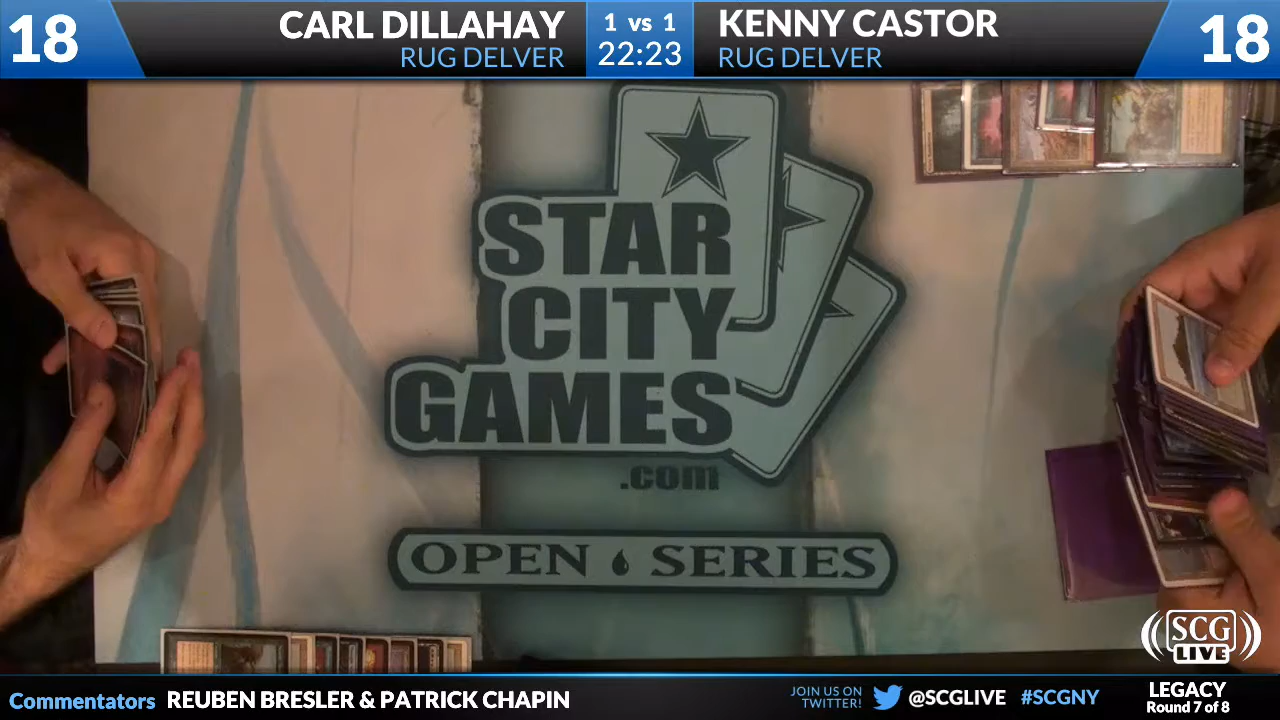 18
CARL DILLAHAY
RUG DELVER
1 vs 1
22:23
KENNY CASTOR
RUG DELVER
18
STAR
CITY
GAMES
.com
OPEN SERIES
SCG
LIVE
Commentators REUBEN BRESLER & PATRICK CHAPIN
JOIN US ON
TWITTER!
@SCGLIVE #SCGNY
LEGACY
Round 7 of 8